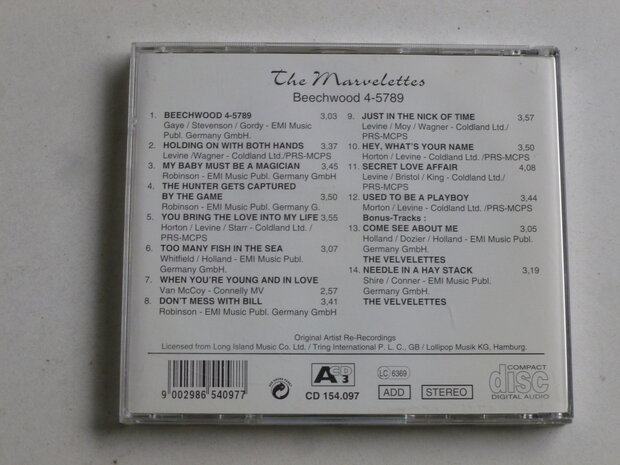 The Marvelettes
Beechwood 4-5789
1. BEECHWOOD 4-5789 3,03
Gaye / Stevenson / Gordy - EMI Music
Publ. Germany GmbH.
2. HOLDING ON WITH BOTH HANDS 3,37
Levine /Wagner - Coldland Ltd./PRS-MCPS
3. MY BABY MUST BE A MAGICIAN 3,45
Robinson - EMI Music Publ. Germany GmbH
4. THE HUNTER GETS CAPTURED
BY THE GAME 3,50
Robinson - EMI Music Publ. Germany G.
5. YOU BRING THE LOVE INTO MY LIFE 3,55
Horton / Levine / Starr - Coldland Ltd. /
PRS-MCPS
6. TOO MANY FISH IN THE SEA 3,07
Whitfield / Holland - EMI Music Publ.
Germany GmbH.
7. WHEN YOU'RE YOUNG AND IN LOVE
Van McCoy - Connelly MV 2,57
8. DON'T MESS WITH BILL 3,41
Robinson - EMI Music Publ. Germany GmbH
9. JUST IN THE NICK OF TIME 3,57
Levine / Moy / Wagner - Coldland Ltd./
PRS-MCPS
10. HEY, WHAT'S YOUR NAME 3,50
Horton / Levine - Coldland Ltd./PRS-MCPS
11. SECRET LOVE AFFAIR 4,08
Levine / Bristol / King - Coldland Ltd./
PRS-MCPS
12. USED TO BE A PLAYBOY 3,44
Morton / Levine - Coldland Ltd. /PRS-MCPS
Bonus-Tracks :
13. COME SEE ABOUT ME 3,05
Holland / Dozier / Holland - EMI Music Publ.
Germany GmbH.
THE VELVELETTES
14. NEEDLE IN A HAY STACK 3,19
Shire / Conner - EMI Music Publ.
Germany GmbH.
THE VELVELETTES
Original Artist Re-Recordings
Licensed from Long Island Music Co. Ltd. / Tring International P. L. C., GB / Lollipop Musik KG, Hamburg.
9 002986 540977
A CD 3
CD 154.097
LC 6369
ADD
STEREO
COMPACT
disc
DIGITAL AUDIO